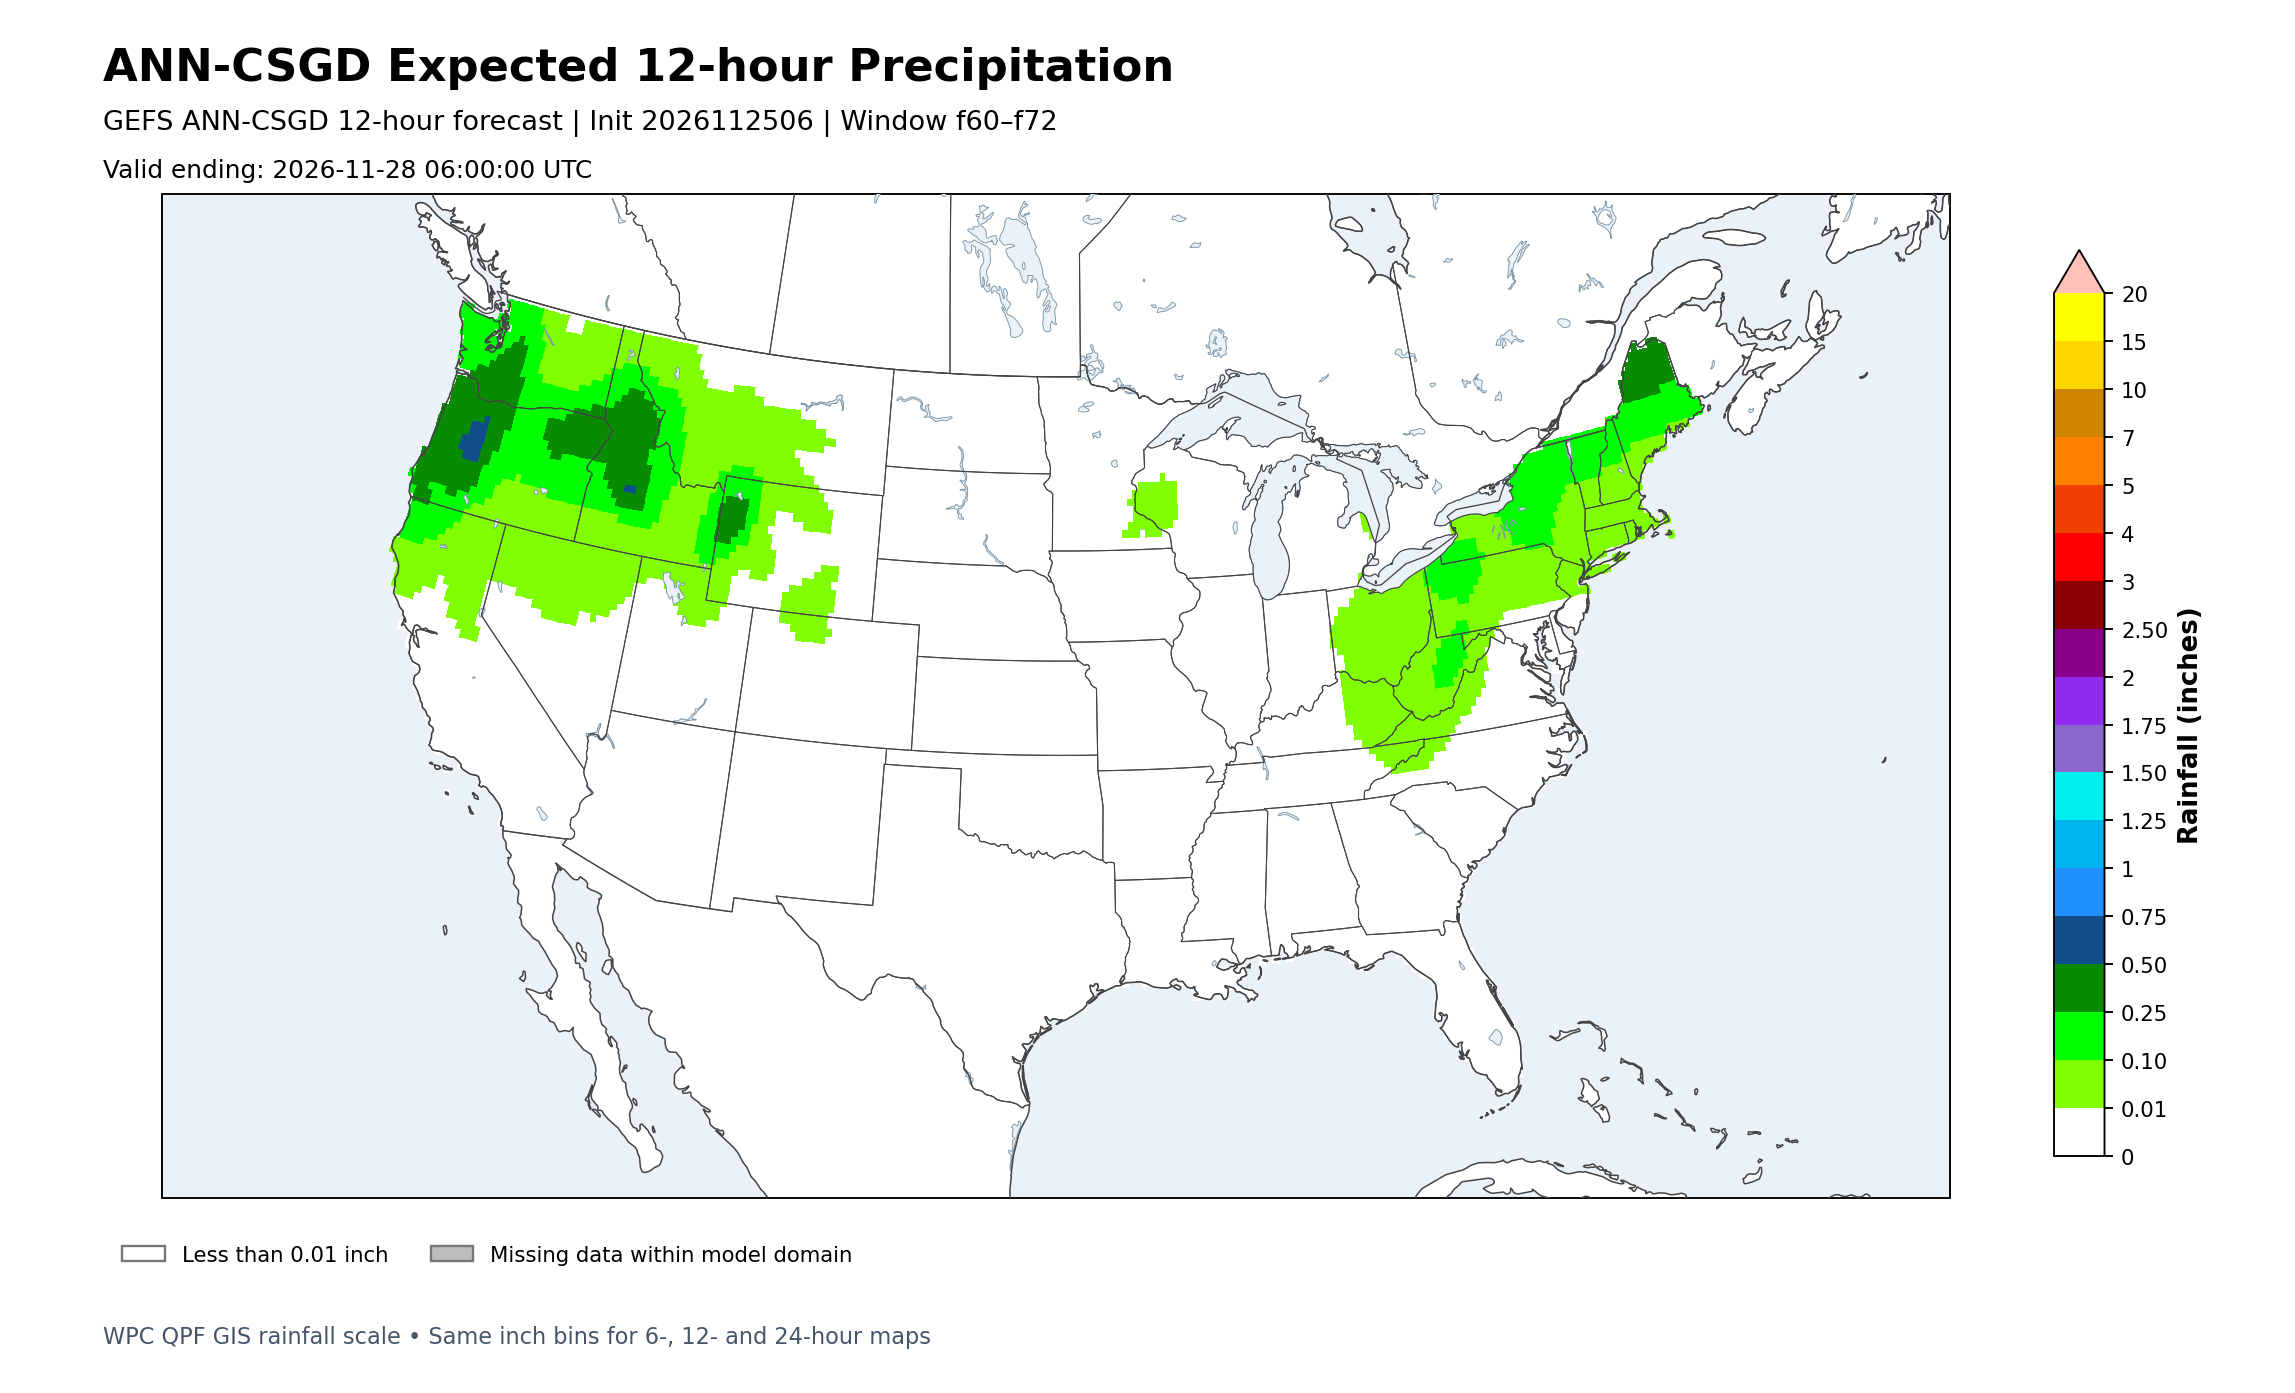 ANN-CSGD Expected 12-hour Precipitation
GEFS ANN-CSGD 12-hour forecast | Init 2026112506 | Window f60–f72
Valid ending: 2026-11-28 06:00:00 UTC
20
15
10
7
5
4
3
2.50
2
1.75
1.50
1.25
1
0.75
0.50
0.25
0.10
0.01
0
Rainfall (inches)
Less than 0.01 inch
Missing data within model domain
WPC QPF GIS rainfall scale • Same inch bins for 6-, 12- and 24-hour maps